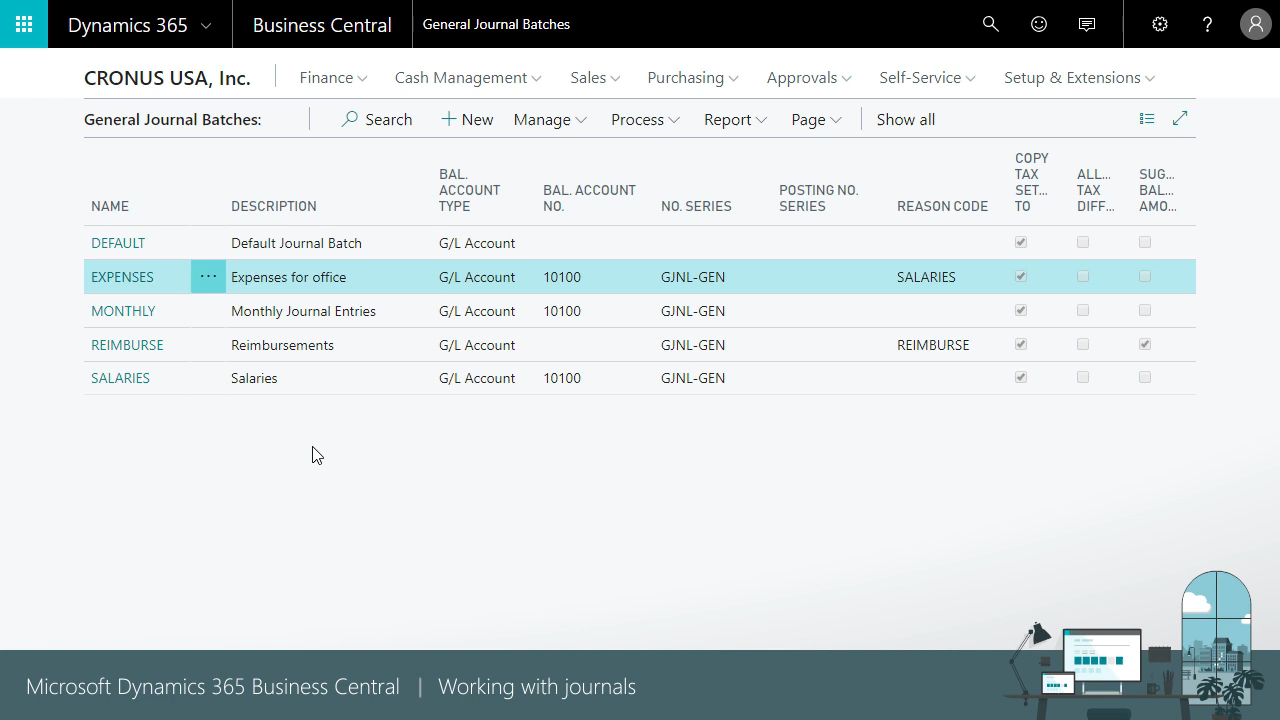 Dynamics 365 Business Central General Journal Batches ?
CRONUS USA, Inc. Finance Cash Management Sales Purchasing Approvals Self-Service Setup & Extensions
General Journal Batches: Search + New Manage Process Report Page Show all
NAME DESCRIPTION BAL. ACCOUNT TYPE BAL. ACCOUNT NO. NO. SERIES POSTING NO. SERIES REASON CODE COPY TAX SET... TO ALL... TAX DIFF... SUG... BAL... AMO...
DEFAULT Default Journal Batch G/L Account
EXPENSES ... Expenses for office G/L Account 10100 GJNL-GEN SALARIES
MONTHLY Monthly Journal Entries G/L Account 10100 GJNL-GEN
REIMBURSE Reimbursements G/L Account GJNL-GEN REIMBURSE
SALARIES Salaries G/L Account 10100 GJNL-GEN
Microsoft Dynamics 365 Business Central | Working with journals